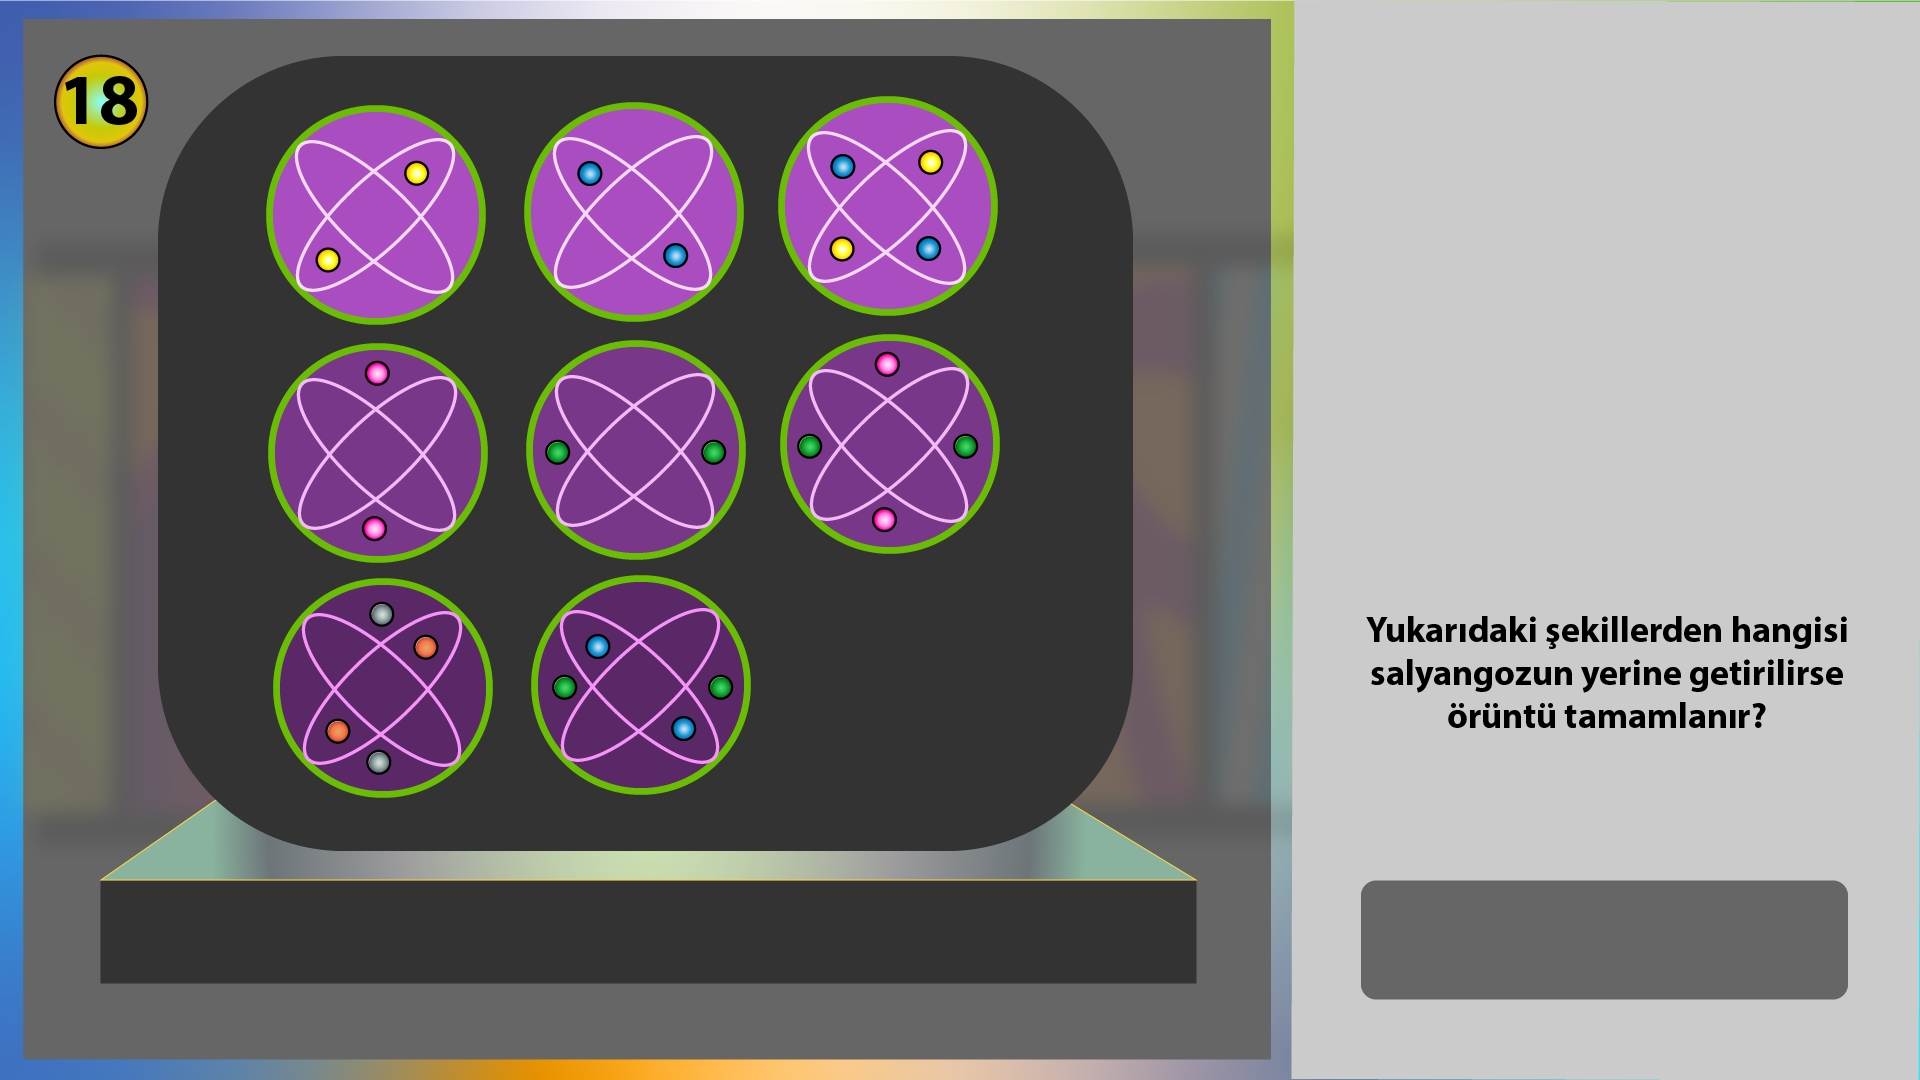 18
Yukarıdaki şekillerden hangisi
salyangozun yerine getirilirse
örüntü tamamlanır?